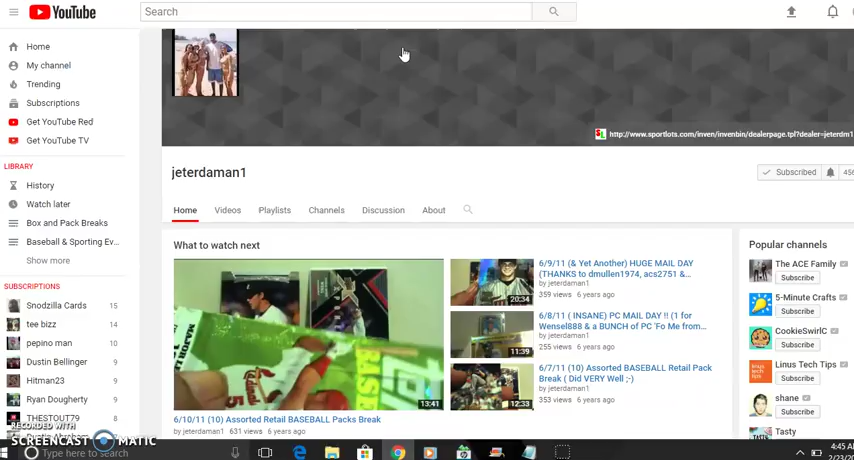 YouTube
Search
Home
My channel
Trending
Subscriptions
Get YouTube Red
Get YouTube TV
LIBRARY
History
Watch later
Box and Pack Breaks
Baseball & Sporting Ev...
Show more
SUBSCRIPTIONS
Snodzilla Cards 15
tee bizz 14
pepino man 10
Dustin Bellinger 9
Hitman23 9
Ryan Dougherty 9
THESTOUT79 8
RECORDED WITH
SCREENCAST MATIC
Type here to search
SL http://www.sportlots.com/inven/invenbin/dealerpage.tpl?dealer=jeterdm1
jeterdaman1
Subscribed 456
Home Videos Playlists Channels Discussion About
What to watch next
13:41
6/10/11 (10) Assorted Retail BASEBALL Packs Break
by jeterdaman1 631 views 6 years ago
20:34
6/9/11 (& Yet Another) HUGE MAIL DAY
(THANKS to dmullen1974, acs2751 &...
by jeterdaman1
359 views 6 years ago
11:39
6/8/11 ( INSANE) PC MAIL DAY !! (1 for
Wensel888 & a BUNCH of PC 'Fo Me from...
by jeterdaman1
255 views 6 years ago
12:33
6/7/11 (10) Assorted BASEBALL Retail Pack
Break ( Did VERY Well ;-)
by jeterdaman1
353 views 6 years ago
Popular channels
The ACE Family
Subscribe
5-Minute Crafts
Subscribe
CookieSwirlC
Subscribe
Linus Tech Tips
Subscribe
shane
Subscribe
Tasty
4:45 AM